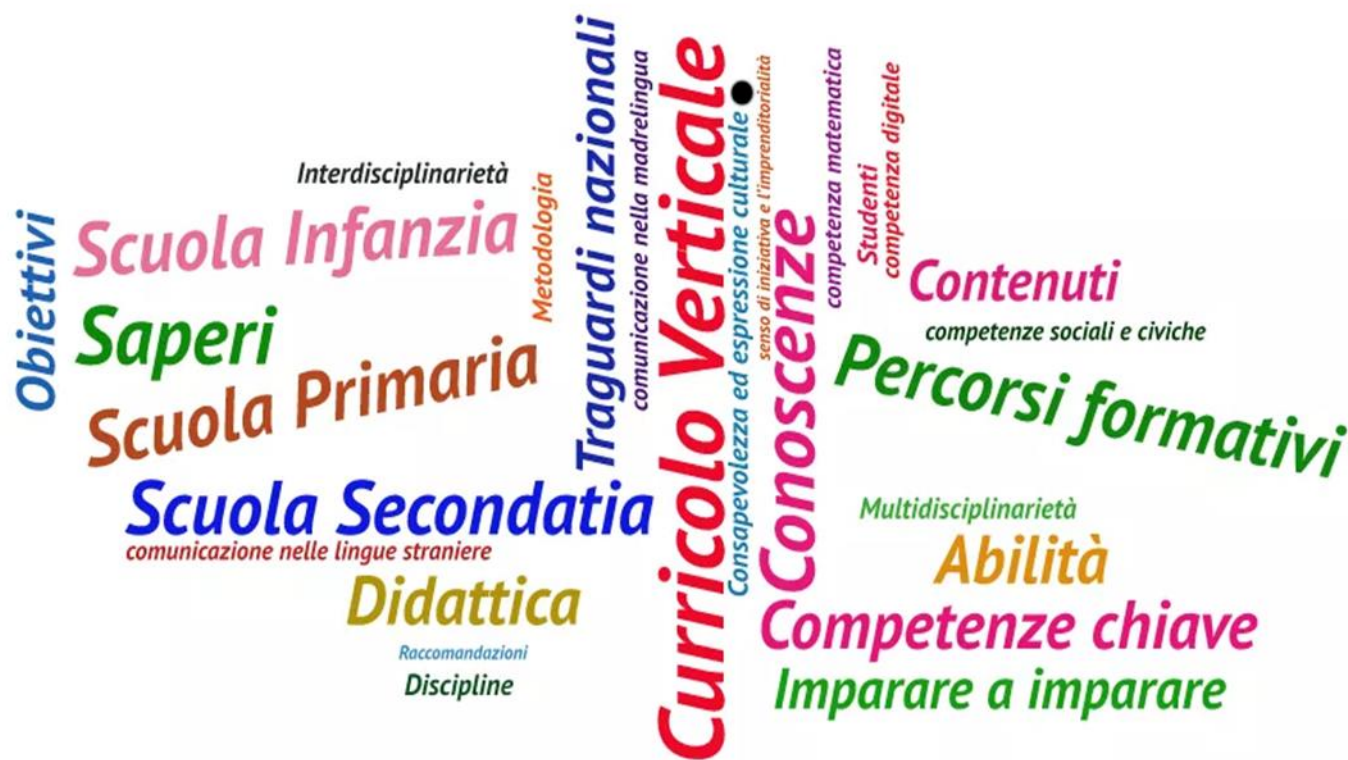 Interdisciplinarietà
Obiettivi
Scuola Infanzia
Metodologia
Saperi
Scuola Primaria
Scuola Secondatia
comunicazione nelle lingue straniere
Didattica
Raccomandazioni
Discipline
Traguardi nazionali
comunicazione nella madrelingua
Curricolo Verticale
Consapevolezza ed espressione culturale
senso di iniziativa e l'imprenditorialità
Conoscenze
competenza matematica
Studenti
competenza digitale
Contenuti
competenze sociali e civiche
Percorsi formativi
Multidisciplinarietà
Abilità
Competenze chiave
Imparare a imparare